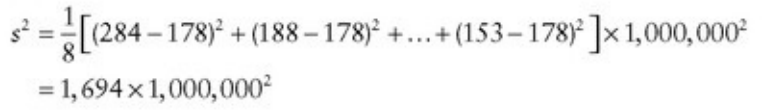 s² = 1/8[(284 – 178)² + (188 – 178)² + ... + (153 – 178)²] × 1,000,000²
= 1,694 × 1,000,000²